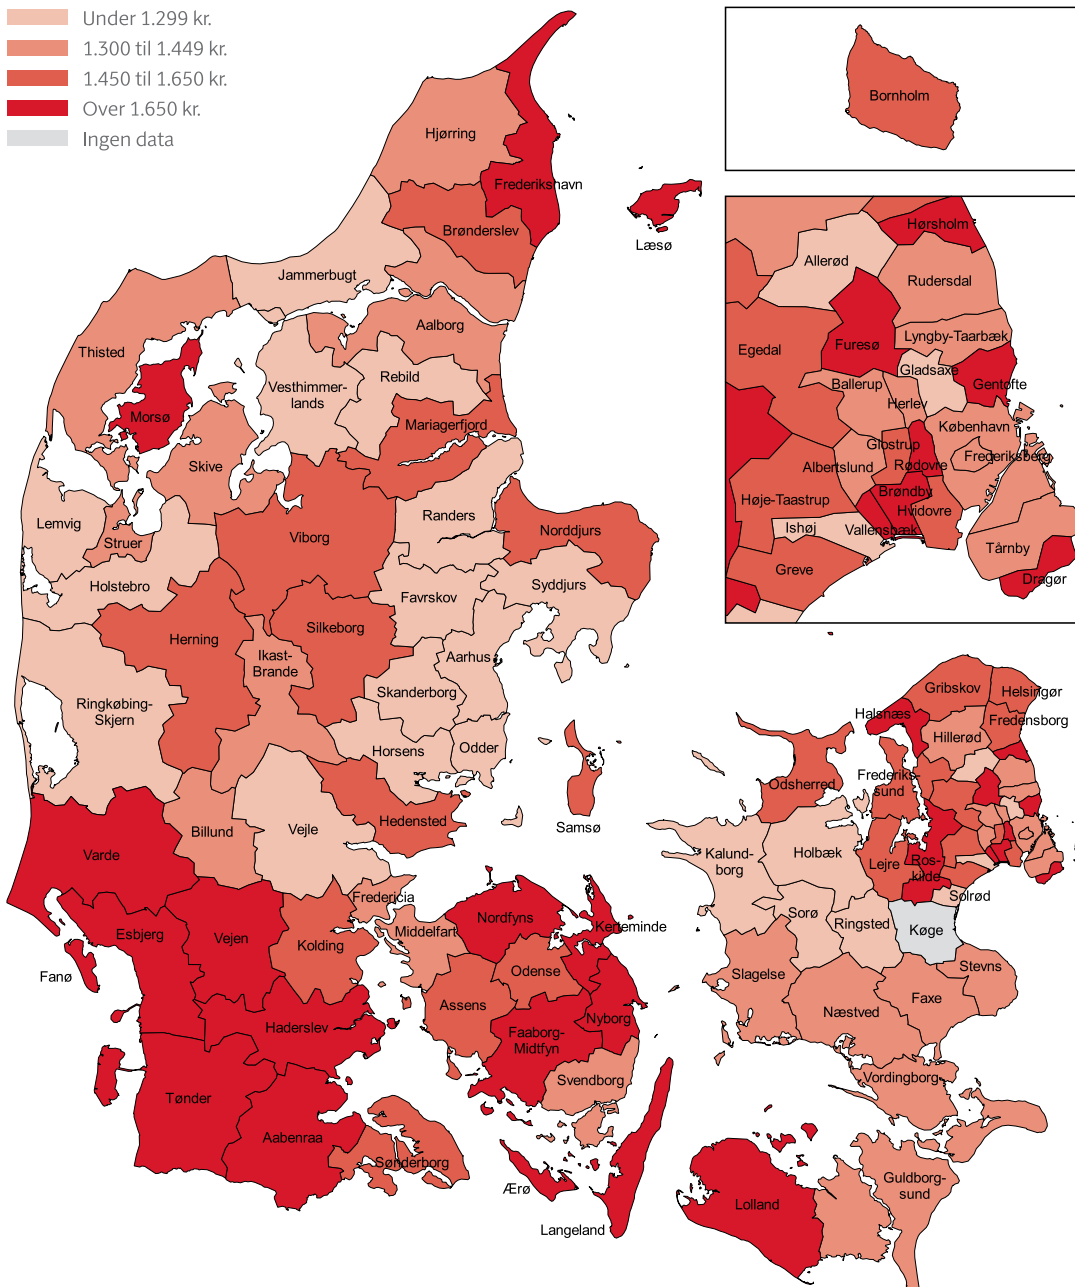 Under 1.299 kr.
1.300 til 1.449 kr.
1.450 til 1.650 kr.
Over 1.650 kr.
Ingen data
Hjørring
Frederikshavn
Brønderslev
Læsø
Jammerbugt
Aalborg
Thisted
Vesthimmer-
lands
Rebild
Morsø
Mariagerfjord
Skive
Lemvig
Struer
Viborg
Randers
Norddjurs
Holstebro
Favrskov
Syddjurs
Herning
Silkeborg
Ikast-
Brande
Aarhus
Skanderborg
Ringkøbing-
Skjern
Horsens
Odder
Samsø
Hedensted
Billund
Vejle
Varde
Fredericia
Esbjerg
Vejen
Kolding
Fanø
Haderslev
Tønder
Aabenraa
Sønderborg
Middelfart
Nordfyns
Kerteminde
Odense
Assens
Faaborg-
Midtfyn
Nyborg
Svendborg
Ærø
Langeland
Bornholm
Hørsholm
Allerød
Rudersdal
Egedal
Furesø
Lyngby-Taarbæk
Gladsaxe
Gentofte
Ballerup
Herlev
København
Glostrup
Frederiksberg
Albertslund
Rødovre
Brøndby
Høje-Taastrup
Hvidovre
Ishøj
Vallensbæk
Tårnby
Greve
Dragør
Gribskov
Helsingør
Halsnæs
Fredensborg
Hillerød
Odsherred
Frederiks-
sund
Kalund-
borg
Holbæk
Lejre
Ros-
kilde
Solrød
Sorø
Ringsted
Køge
Slagelse
Stevns
Næstved
Faxe
Vordingborg
Guldborg-
sund
Lolland